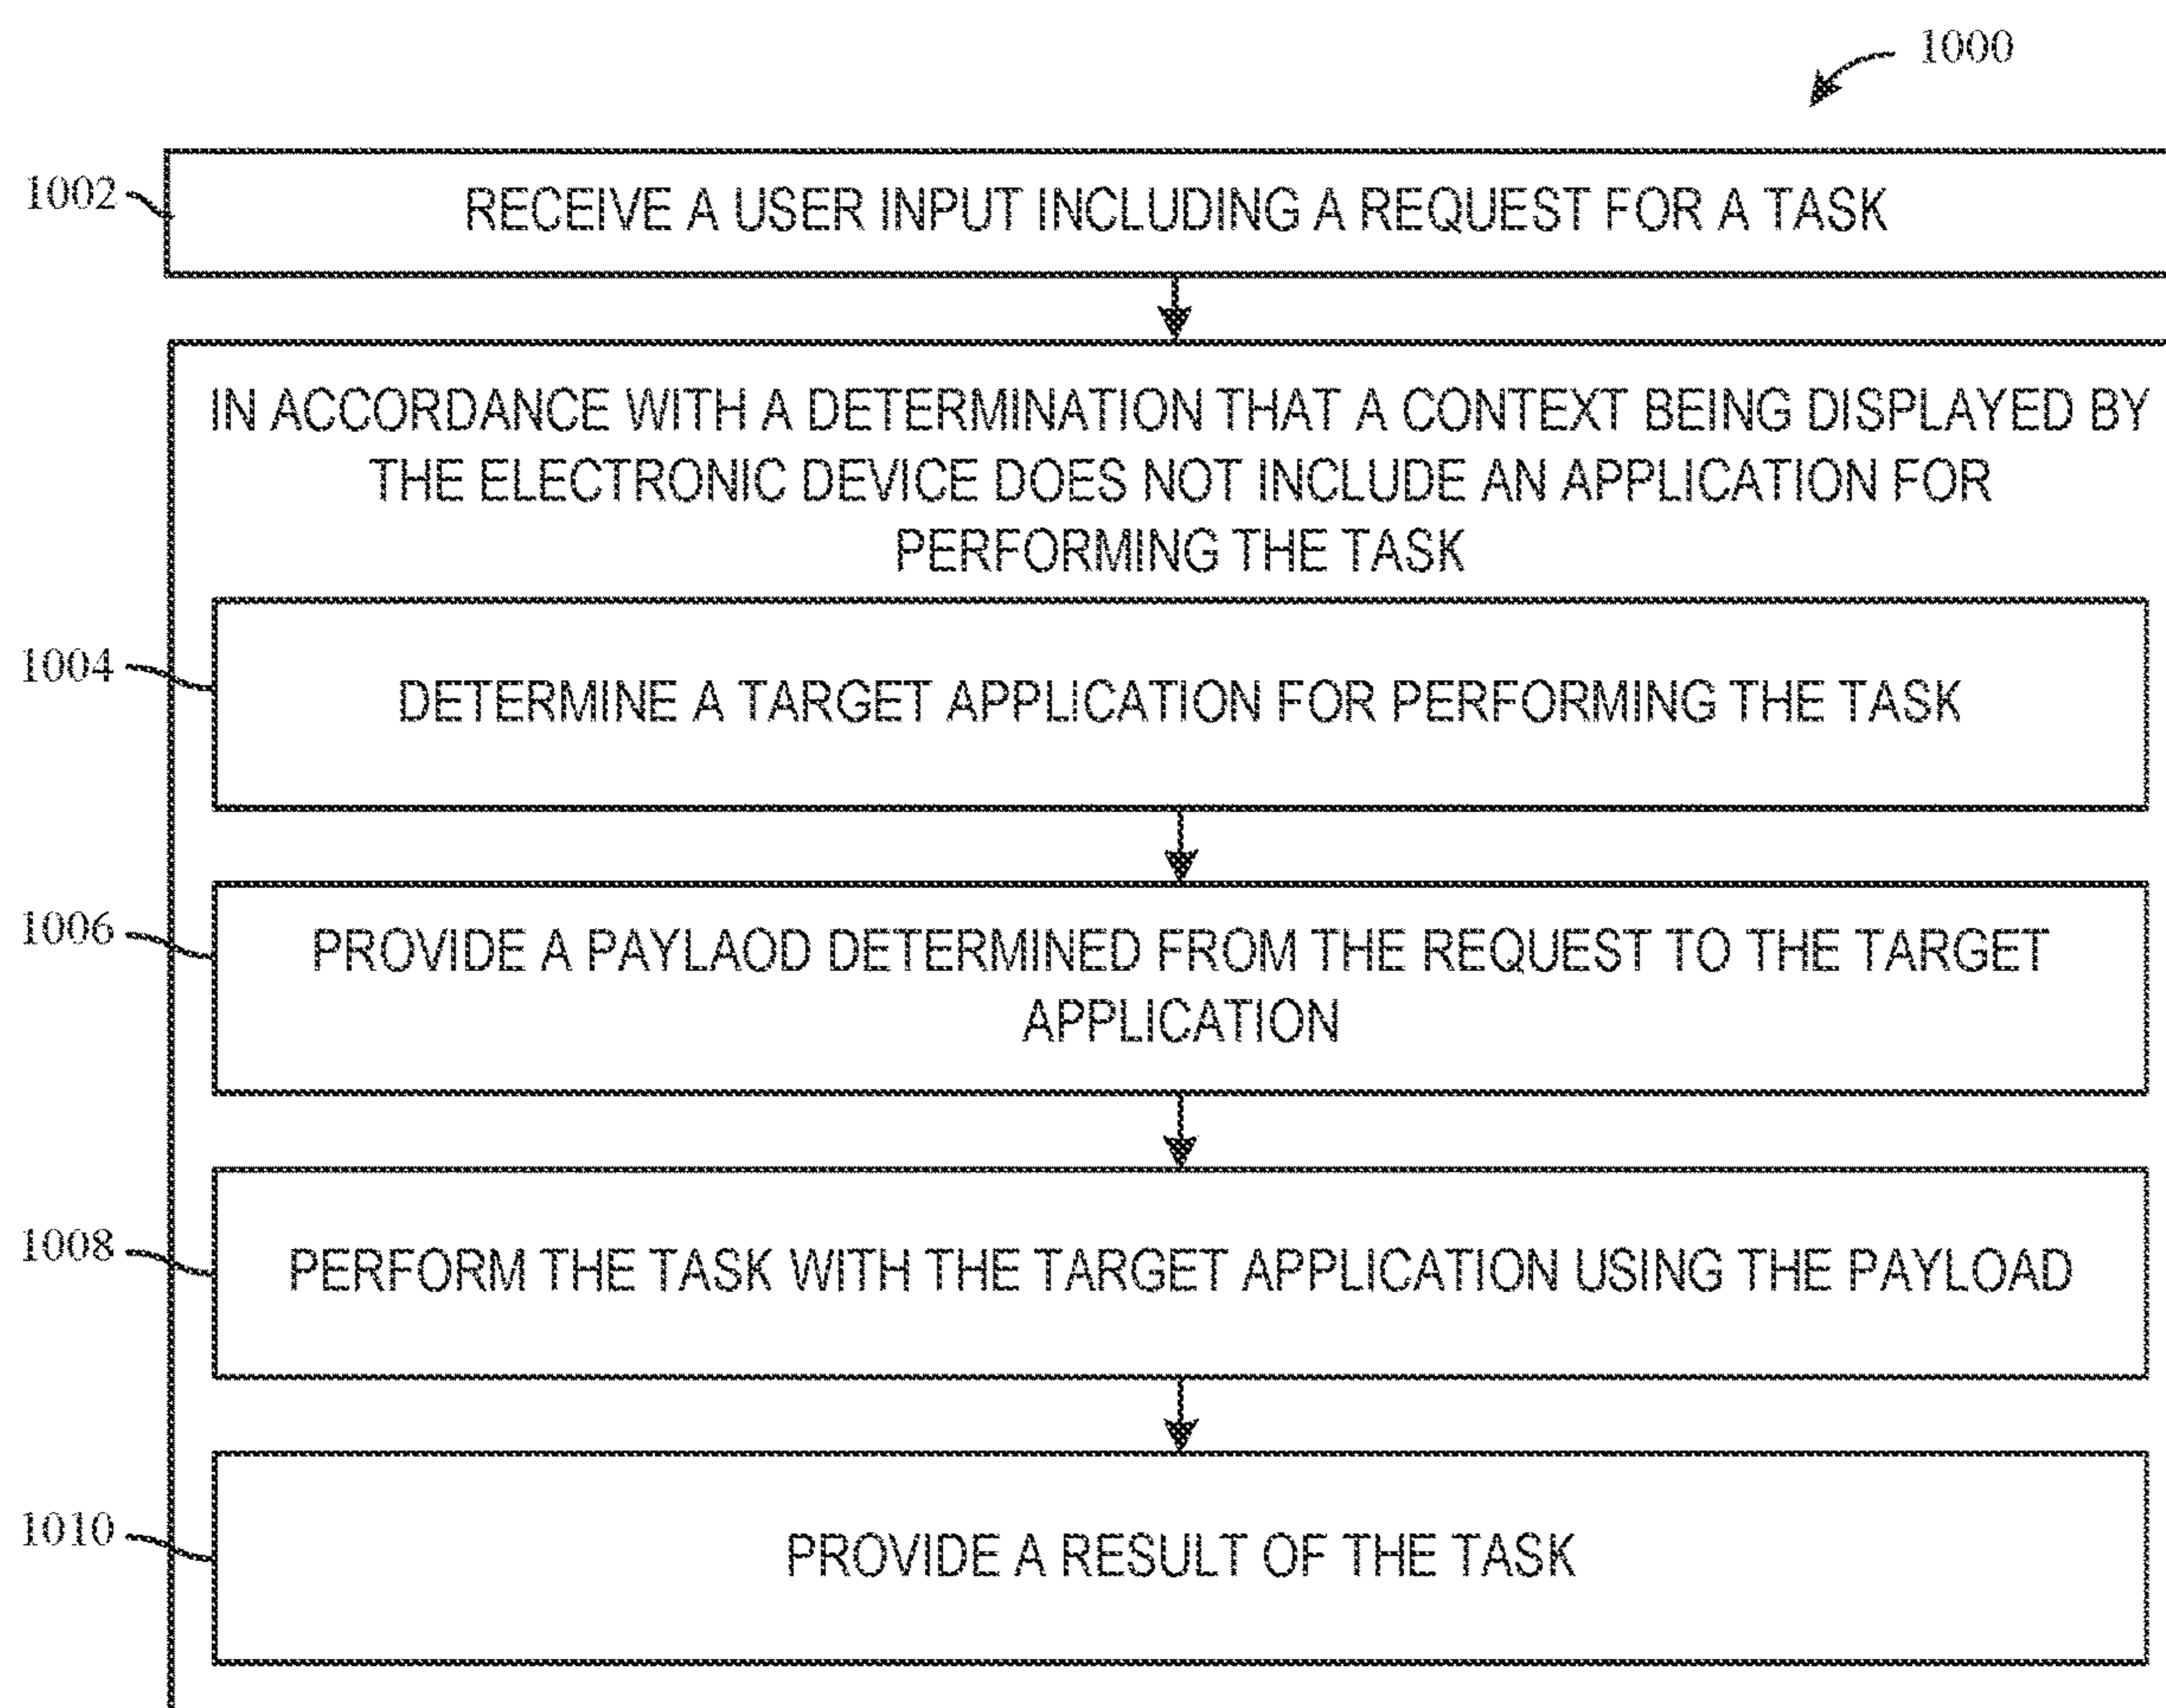 1000
1002
RECEIVE A USER INPUT INCLUDING A REQUEST FOR A TASK
IN ACCORDANCE WITH A DETERMINATION THAT A CONTEXT BEING DISPLAYED BY
THE ELECTRONIC DEVICE DOES NOT INCLUDE AN APPLICATION FOR
PERFORMING THE TASK
1004
DETERMINE A TARGET APPLICATION FOR PERFORMING THE TASK
1006
PROVIDE A PAYLAOD DETERMINED FROM THE REQUEST TO THE TARGET
APPLICATION
1008
PERFORM THE TASK WITH THE TARGET APPLICATION USING THE PAYLOAD
1010
PROVIDE A RESULT OF THE TASK